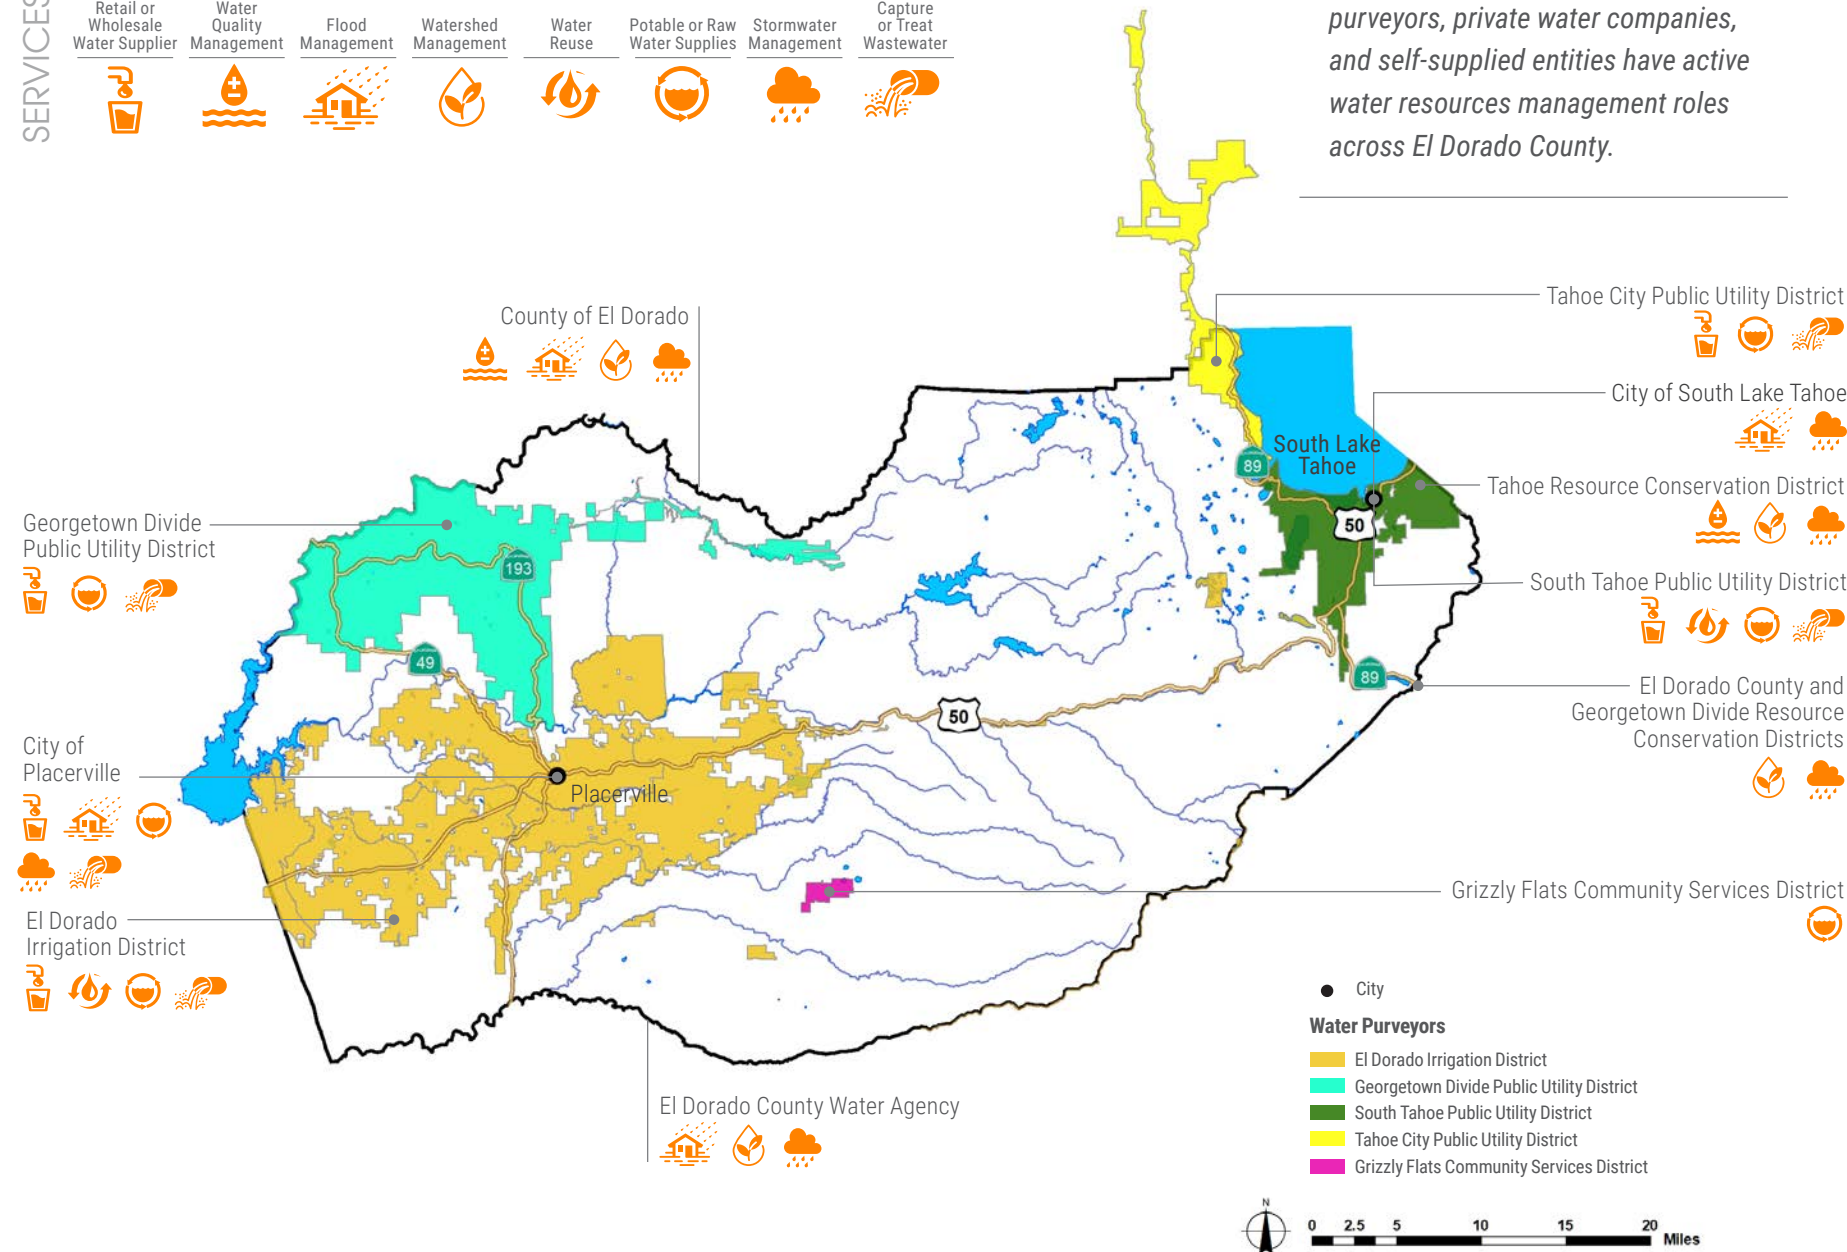 SERVICES
Retail or
Wholesale
Water Supplier
Water
Quality
Management
Flood
Management
Watershed
Management
Water
Reuse
Potable or Raw
Water Supplies
Stormwater
Management
Capture
or Treat
Wastewater
purveyors, private water companies,
and self-supplied entities have active
water resources management roles
across El Dorado County.
County of El Dorado
Tahoe City Public Utility District
City of South Lake Tahoe
South Lake
Tahoe
89
Tahoe Resource Conservation District
50
Georgetown Divide
Public Utility District
193
South Tahoe Public Utility District
49
89
El Dorado County and
Georgetown Divide Resource
Conservation Districts
50
City of
Placerville
Placerville
Grizzly Flats Community Services District
El Dorado
Irrigation District
El Dorado County Water Agency
City
Water Purveyors
El Dorado Irrigation District
Georgetown Divide Public Utility District
South Tahoe Public Utility District
Tahoe City Public Utility District
Grizzly Flats Community Services District
N
0 2.5 5 10 15 20
Miles